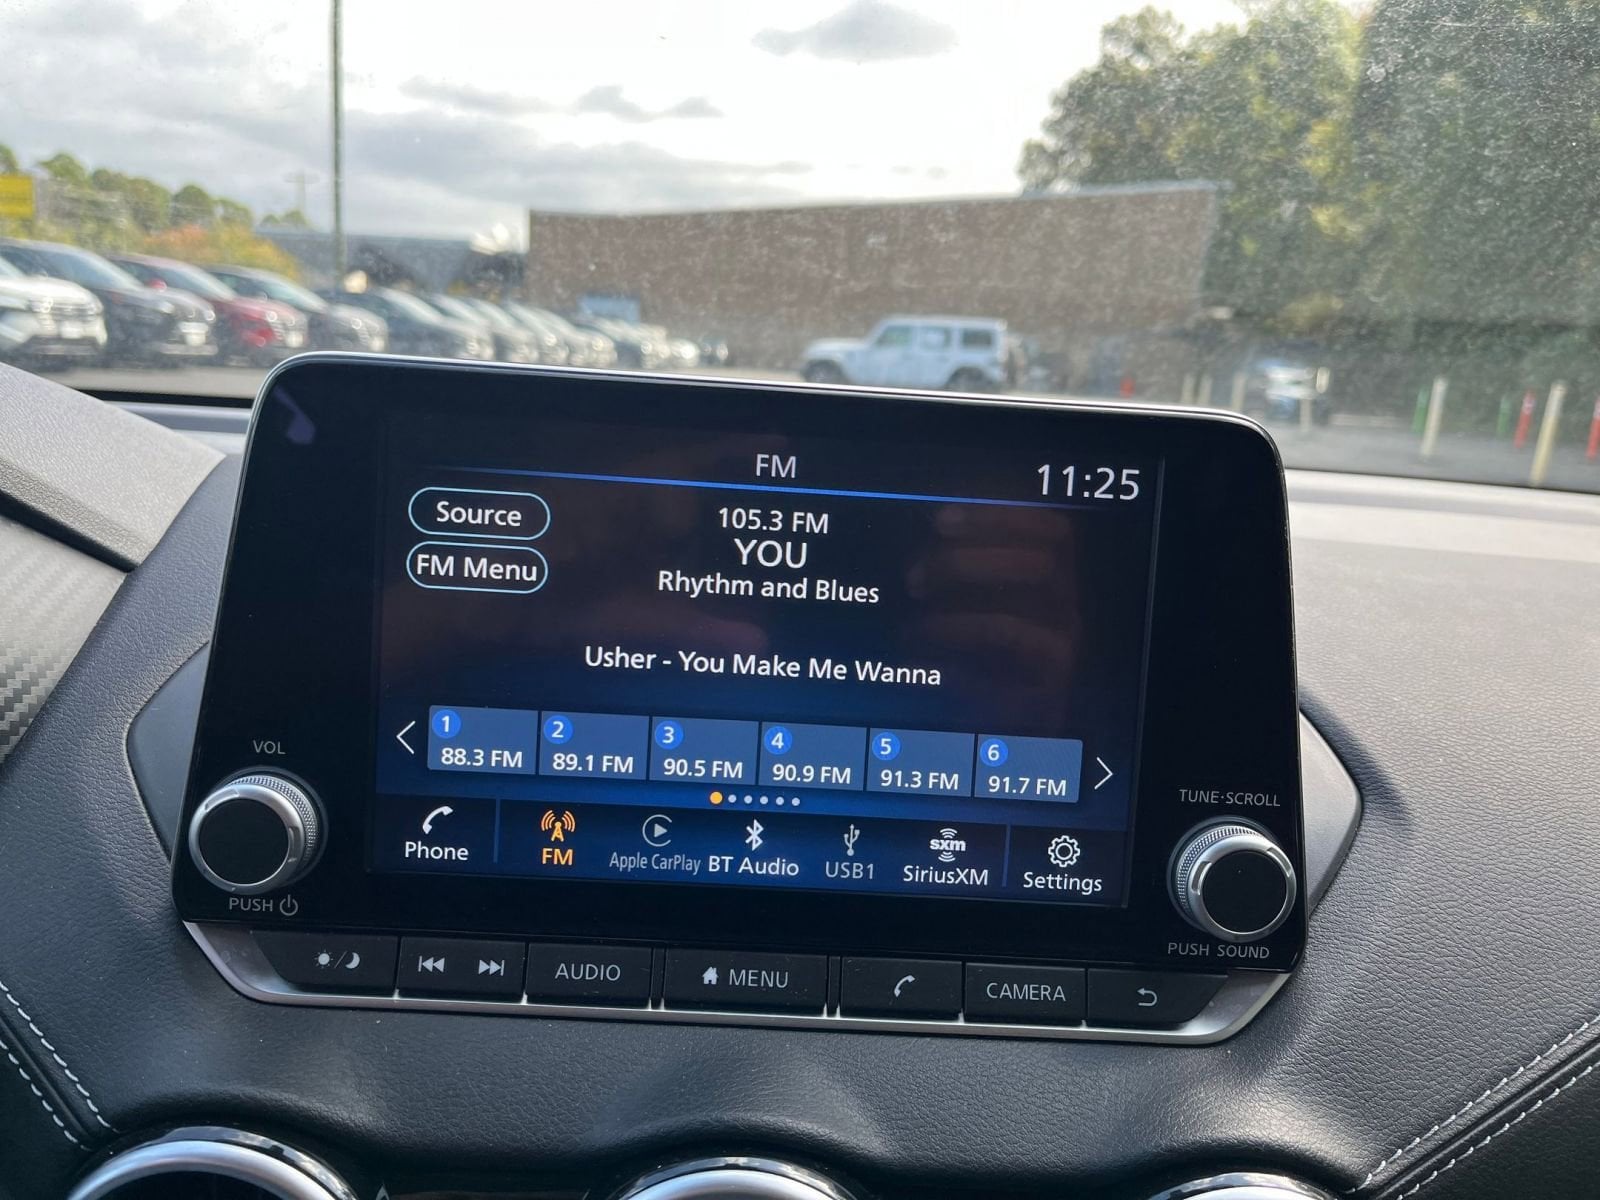 FM
11:25
Source
FM Menu
105.3 FM
YOU
Rhythm and Blues
Usher - You Make Me Wanna
1 2 3 4 5 6
88.3 FM 89.1 FM 90.5 FM 90.9 FM 91.3 FM 91.7 FM
Phone FM Apple CarPlay BT Audio USB1 sxm SiriusXM Settings
VOL
PUSH
TUNE·SCROLL
PUSH SOUND
AUDIO MENU CAMERA